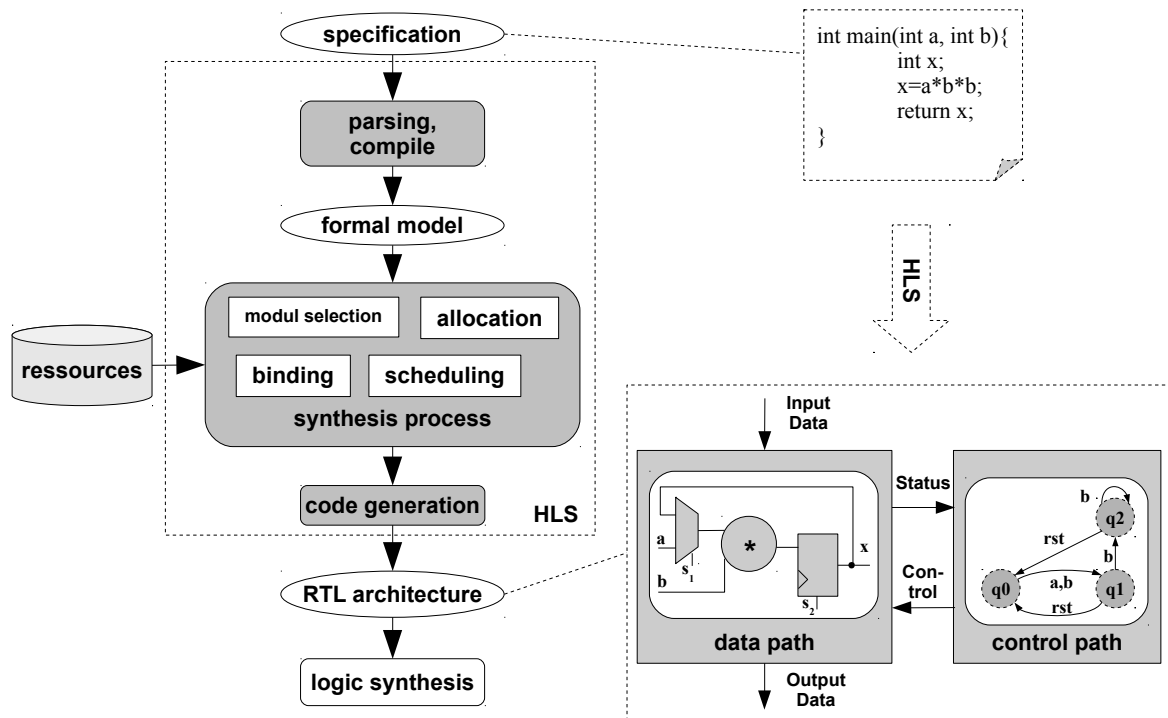 specification
parsing,
compile
formal model
modul selection
allocation
binding
scheduling
synthesis process
ressources
code generation
HLS
RTL architecture
logic synthesis
int main(int a, int b){
int x;
x=a*b*b;
return x;
}
HLS
Input
Data
a
b
s1
*
s2
x
data path
Output
Data
Status
Con-
trol
b
q2
rst
b
q0
a,b
q1
rst
control path